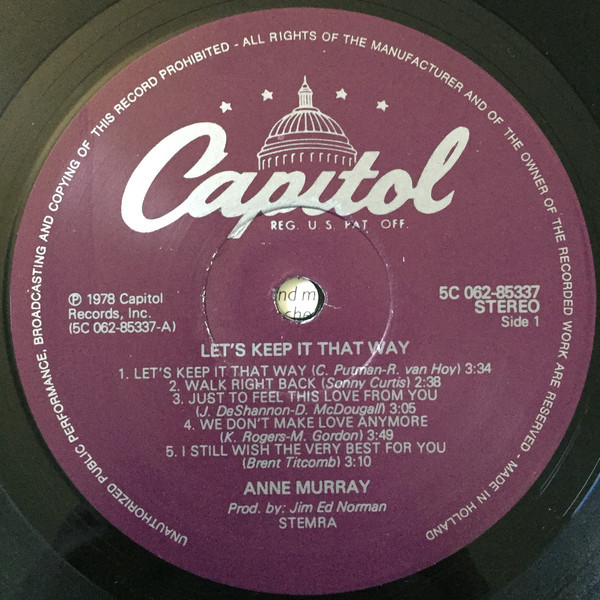 UNAUTHORIZED PUBLIC PERFORMANCE, BROADCASTING AND COPYING OF THIS RECORD PROHIBITED - ALL RIGHTS OF THE MANUFACTURER AND OF THE OWNER OF THE RECORDED WORK ARE RESERVED - MADE IN HOLLAND
Capitol
REG. U.S. PAT. OFF.
℗ 1978 Capitol
Records, Inc.
(5C 062-85337-A)
5C 062-85337
STEREO
Side 1
nd m
che
LET'S KEEP IT THAT WAY
1. LET'S KEEP IT THAT WAY (C. Putman-R. van Hoy) 3:34
2. WALK RIGHT BACK (Sonny Curtis) 2:38
3. JUST TO FEEL THIS LOVE FROM YOU
(J. DeShannon-D. McDougall) 3:05
4. WE DON'T MAKE LOVE ANYMORE
(K. Rogers-M. Gordon) 3:49
5. I STILL WISH THE VERY BEST FOR YOU
(Brent Titcomb) 3:10
ANNE MURRAY
Prod. by: Jim Ed Norman
STEMRA